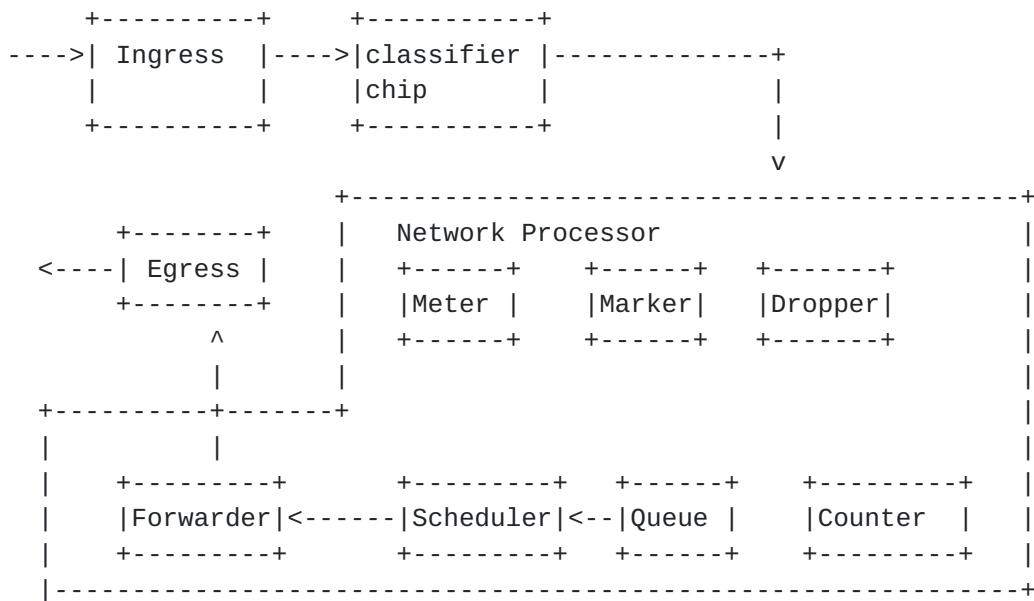 Ingress classifier
chip
Network Processor
Egress
Meter Marker Dropper
Forwarder Scheduler Queue Counter